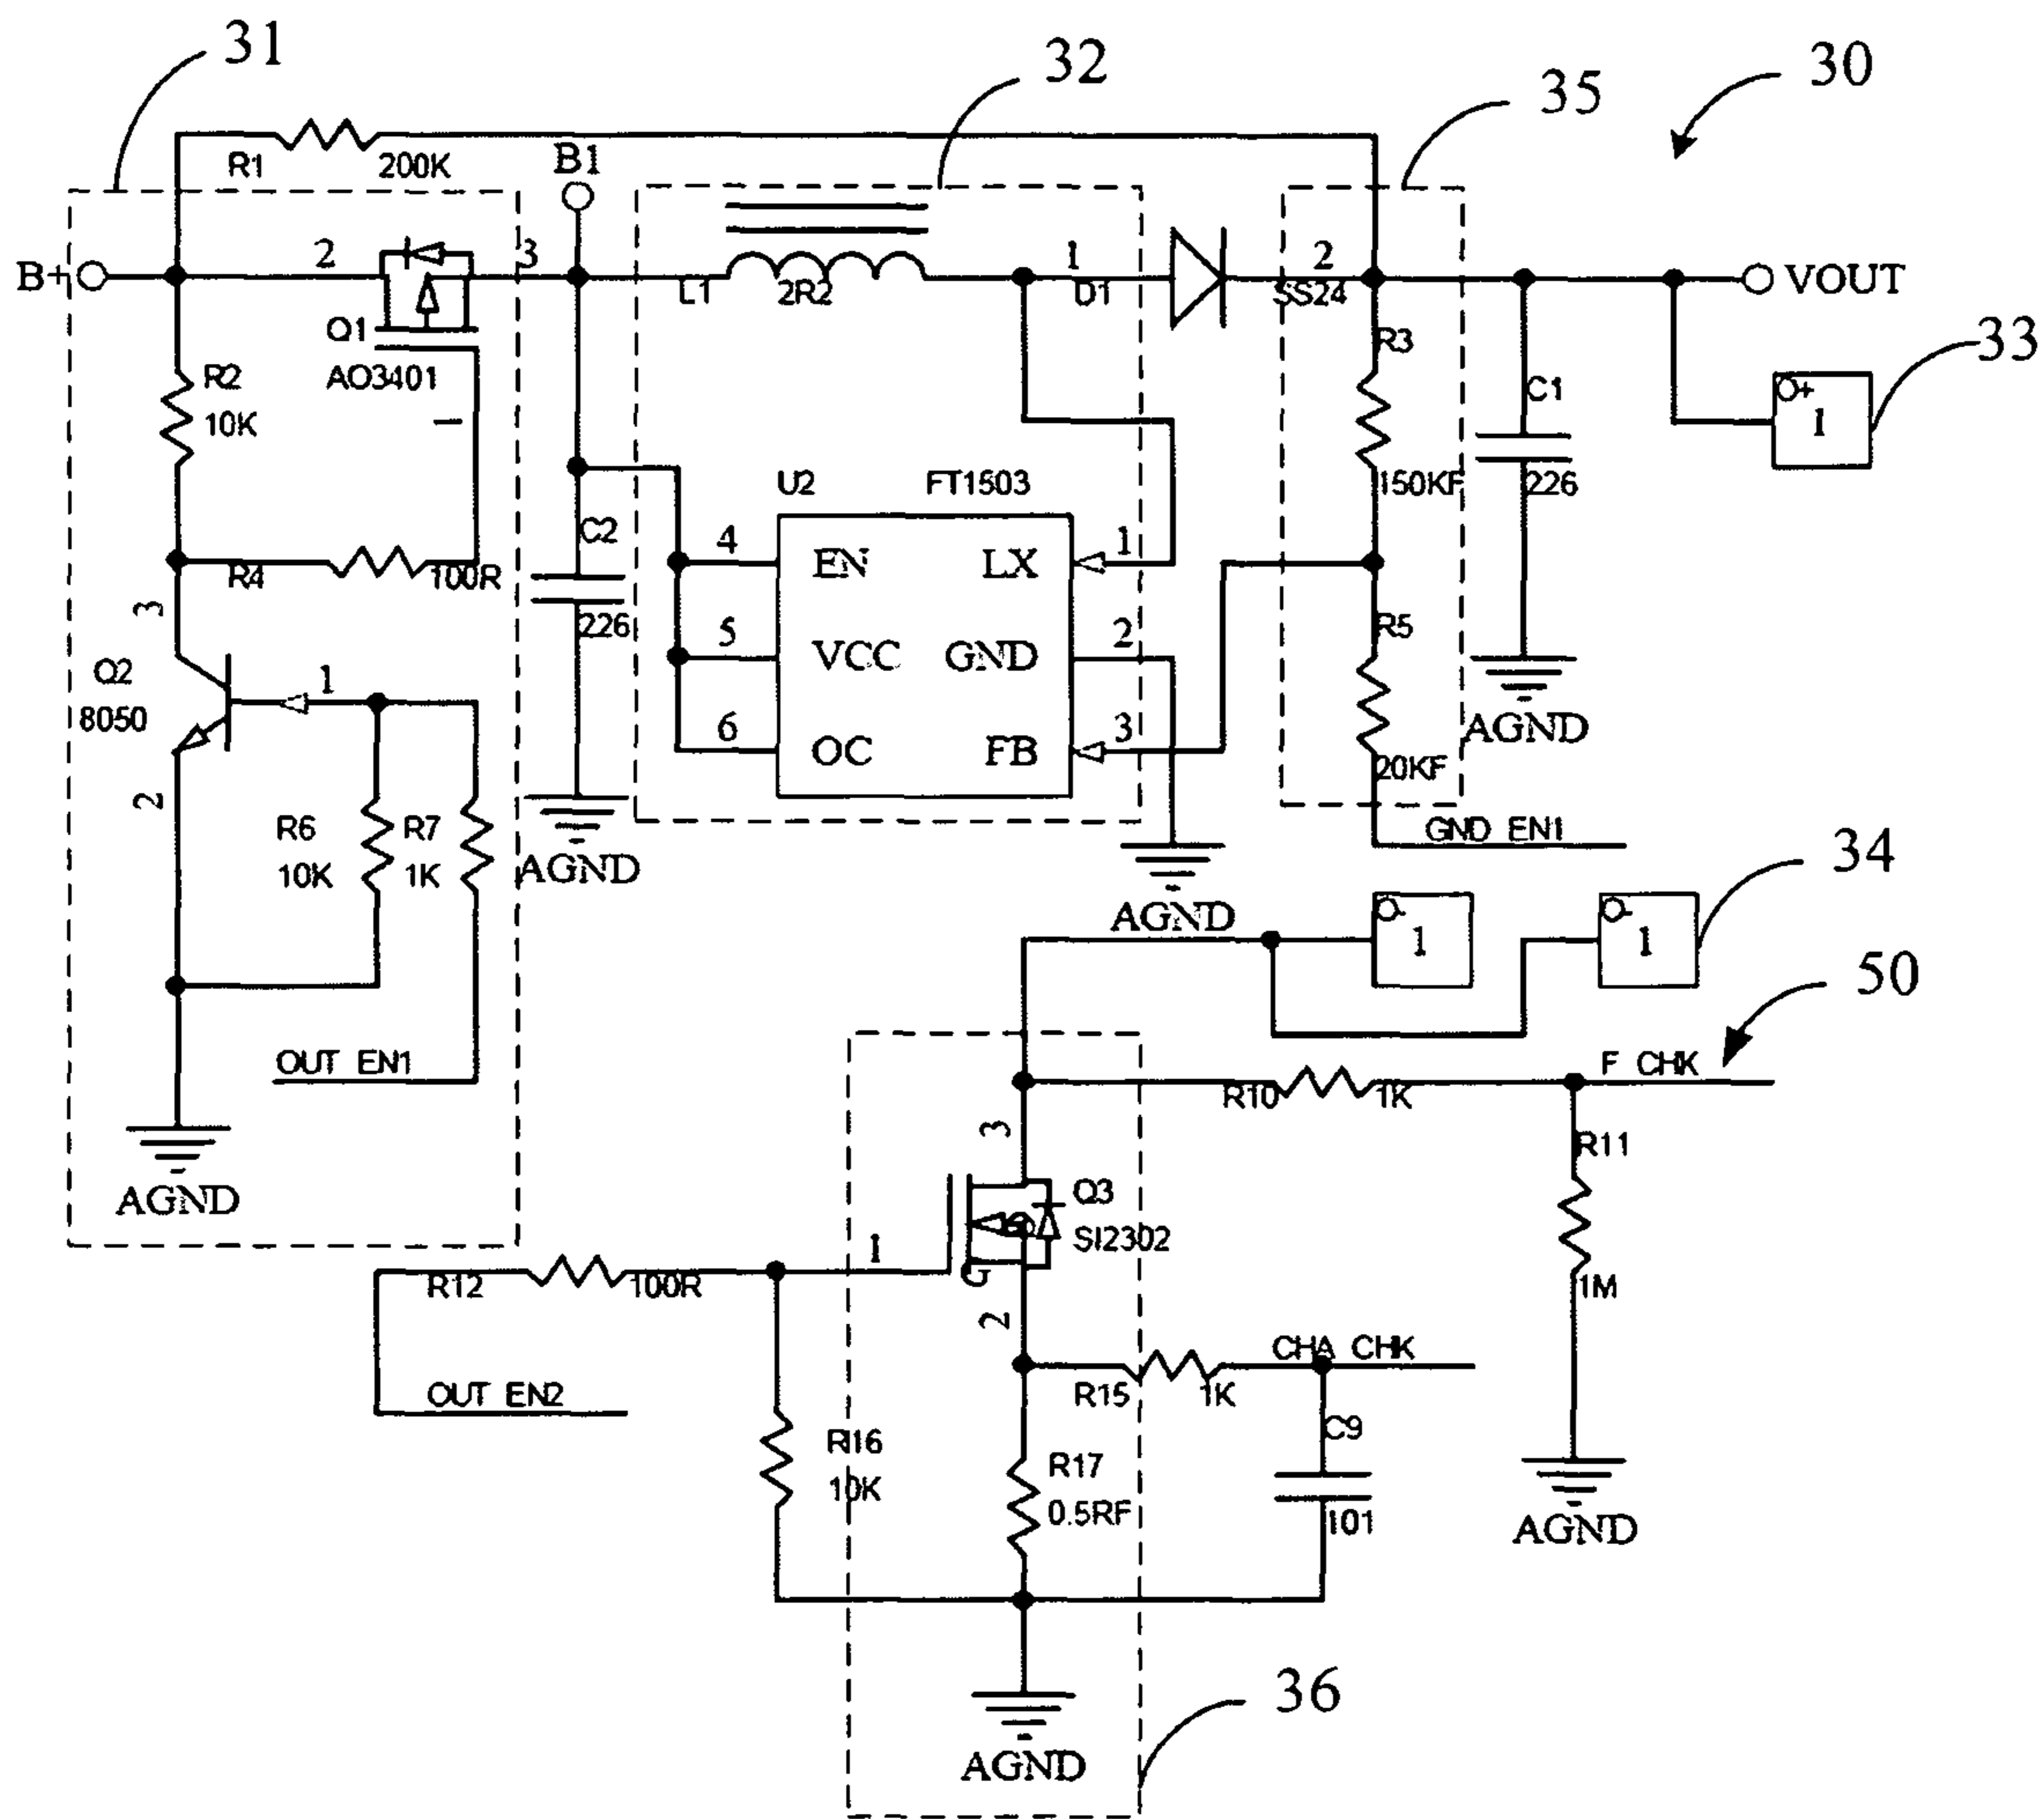 31
32
35
30
R1
200K
B1
B+
2
3
Q1
AO3401
R2
10K
1
L1
2R2
1
D1
2
SS24
VOUT
R3
150KF
C1
226
O+
1
33
U2
FT1503
C2
226
4
EN
LX
1
5
VCC
GND
2
6
OC
FB
3
R4
100R
3
Q2
8050
1
2
R6
10K
R7
1K
R5
20KF
AGND
AGND
GND EN1
AGND
O-
1
O-
1
34
50
OUT EN1
AGND
R10
1K
F CHK
R11
1M
3
Q3
SI2302
1
G
2
R12
100R
OUT EN2
CHA CHK
R15
1K
C9
101
R16
10K
R17
0.5RF
AGND
AGND
36